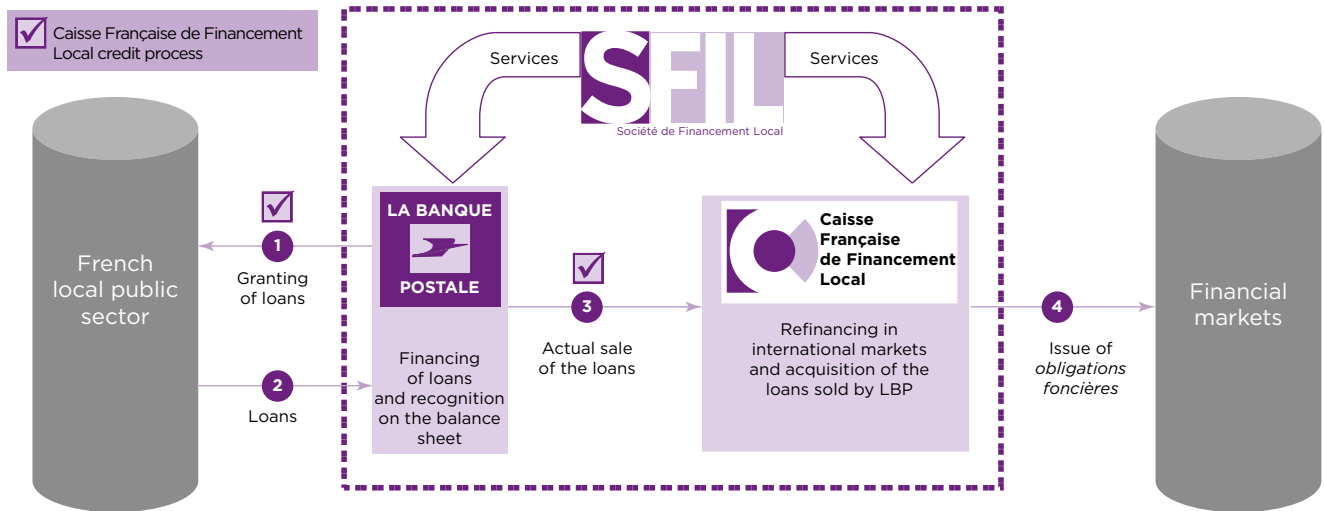 Caisse Française de Financement
Local credit process
Services
SFIL
Services
Société de Financement Local
French
local public
sector
1
Granting
of loans
2
Loans
LA BANQUE
POSTALE
Financing
of loans
and recognition
on the balance
sheet
3
Actual sale
of the loans
Caisse
Française
de Financement
Local
Refinancing in
international markets
and acquisition of the
loans sold by LBP
4
Issue of
obligations
foncières
Financial
markets